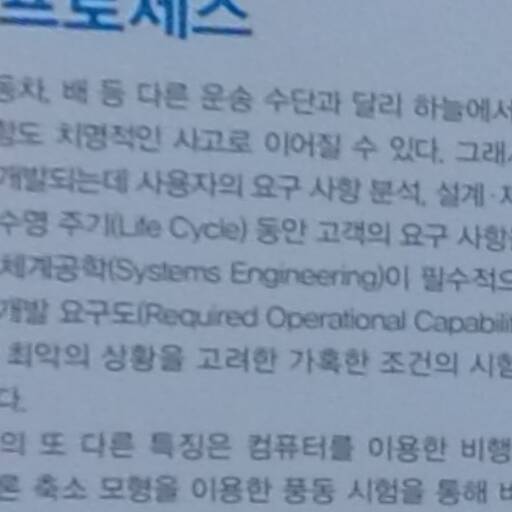 프로세스
동차, 배 등 다른 운송 수단과 달리 하늘에서
함도 치명적인 사고로 이어질 수 있다. 그래
개발되는데 사용자의 요구 사항 분석, 설계·
수명 주기(Life Cycle) 동안 고객의 요구 사항
체계공학(Systems Engineering)이 필수적으
개발 요구도(Required Operational Capabili
최악의 상황을 고려한 가혹한 조건의 시험
다.
의 또 다른 특징은 컴퓨터를 이용한 비행
론 축소 모형을 이용한 풍동 시험을 통해 비